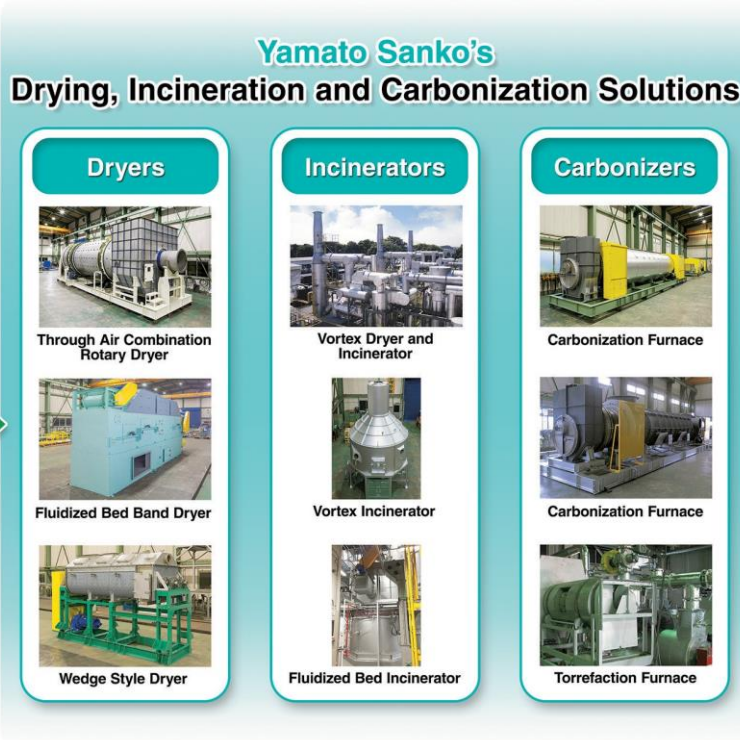 Yamato Sanko's
Drying, Incineration and Carbonization Solutions
Dryers
Through Air Combination
Rotary Dryer
Fluidized Bed Band Dryer
Wedge Style Dryer
Incinerators
Vortex Dryer and
Incinerator
Vortex Incinerator
Fluidized Bed Incinerator
Carbonizers
Carbonization Furnace
Carbonization Furnace
Torrefaction Furnace